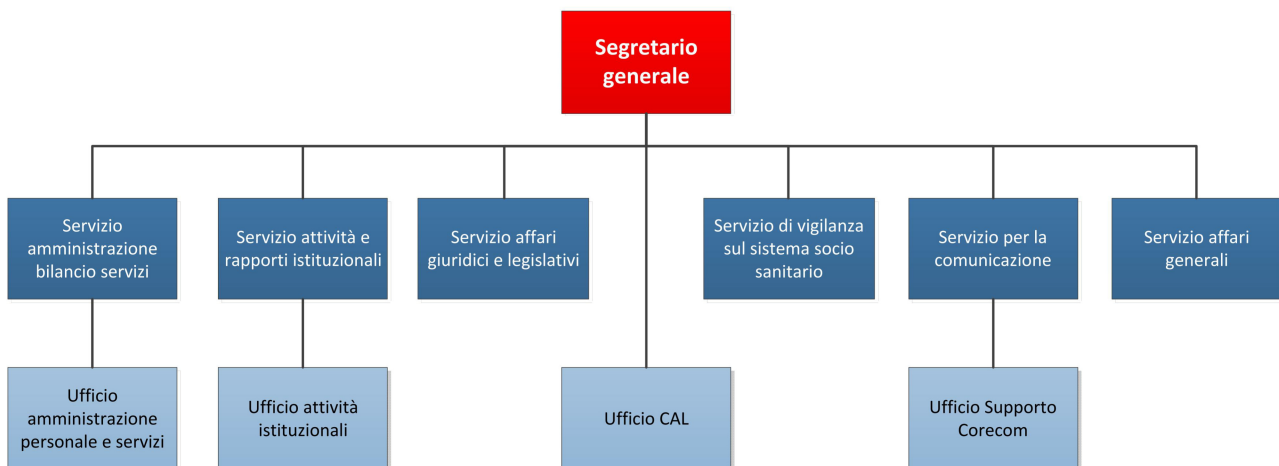 Segretario
generale
Servizio
amministrazione
bilancio servizi
Servizio attività e
rapporti istituzionali
Servizio affari
giuridici e legislativi
Servizio di vigilanza
sul sistema socio
sanitario
Servizio per la
comunicazione
Servizio affari
generali
Ufficio
amministrazione
personale e servizi
Ufficio attività
istituzionali
Ufficio CAL
Ufficio Supporto
Corecom